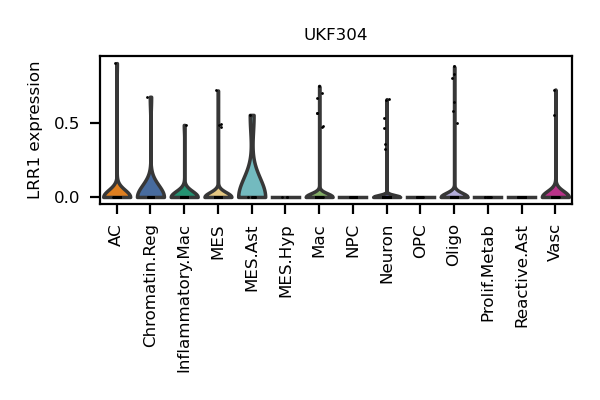 UKF304
LRR1 expression
0.5
0.0
AC
Chromatin.Reg
Inflammatory.Mac
MES
MES.Ast
MES.Hyp
Mac
NPC
Neuron
OPC
Oligo
Prolif.Metab
Reactive.Ast
Vasc